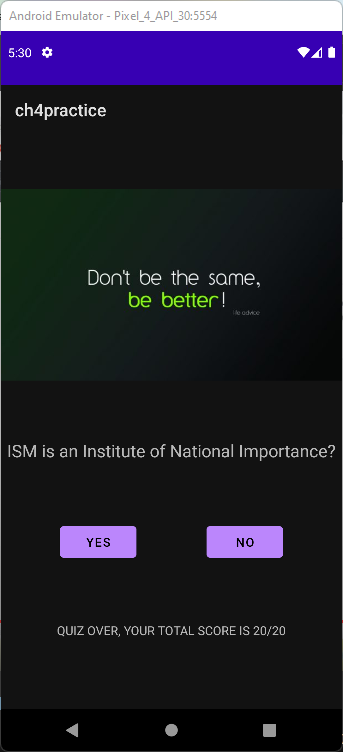 Android Emulator - Pixel_4_API_30:5554
5:30
ch4practice
Don't be the same,
be better!
life advice
ISM is an Institute of National Importance?
YES NO
QUIZ OVER, YOUR TOTAL SCORE IS 20/20